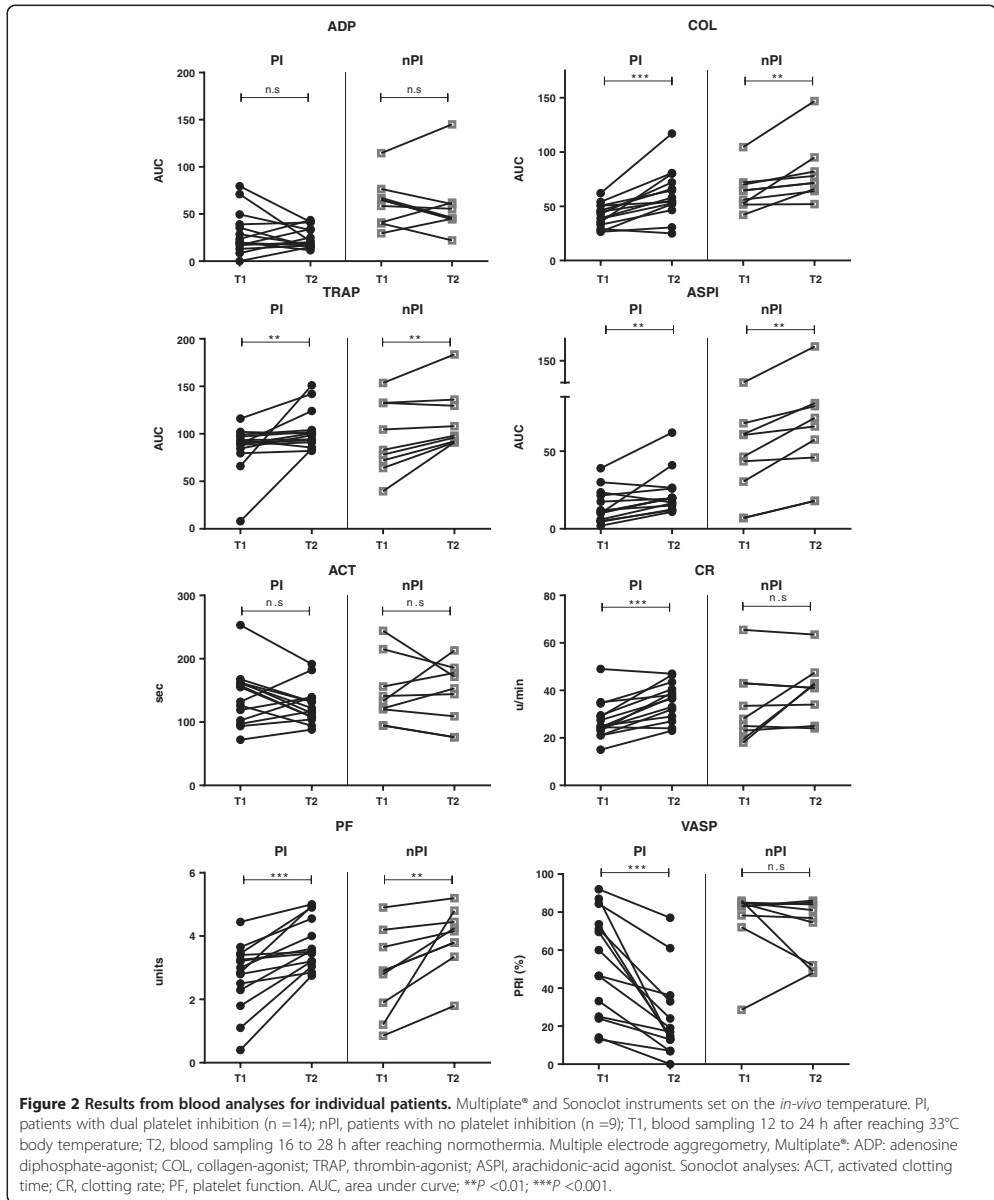 ADP
COL
PI
nPI
PI
nPI
200
n.s
n.s
150
100
50
0
AUC
T1
T2
T1
T2
***
**
150
100
50
0
AUC
T1
T2
T1
T2
TRAP
ASPI
PI
nPI
PI
nPI
200
**
**
150
100
50
0
AUC
T1
T2
T1
T2
**
**
150
50
0
AUC
T1
T2
T1
T2
ACT
CR
PI
nPI
PI
nPI
300
n.s
n.s
200
100
0
sec
T1
T2
T1
T2
80
***
n.s
60
40
20
0
u/min
T1
T2
T1
T2
PF
VASP
PI
nPI
PI
nPI
6
***
**
4
2
0
units
T1
T2
T1
T2
100
***
n.s
80
60
40
20
0
PRI (%)
T1
T2
T1
T2
Figure 2 Results from blood analyses for individual patients. Multiplate® and Sonoclot instruments set on the in-vivo temperature. PI,
patients with dual platelet inhibition (n =14); nPI, patients with no platelet inhibition (n =9); T1, blood sampling 12 to 24 h after reaching 33°C
body temperature; T2, blood sampling 16 to 28 h after reaching normothermia. Multiple electrode aggregometry, Multiplate®: ADP: adenosine
diphosphate-agonist; COL, collagen-agonist; TRAP, thrombin-agonist; ASPI, arachidonic-acid agonist. Sonoclot analyses: ACT, activated clotting
time; CR, clotting rate; PF, platelet function. AUC, area under curve; **P <0.01; ***P <0.001.